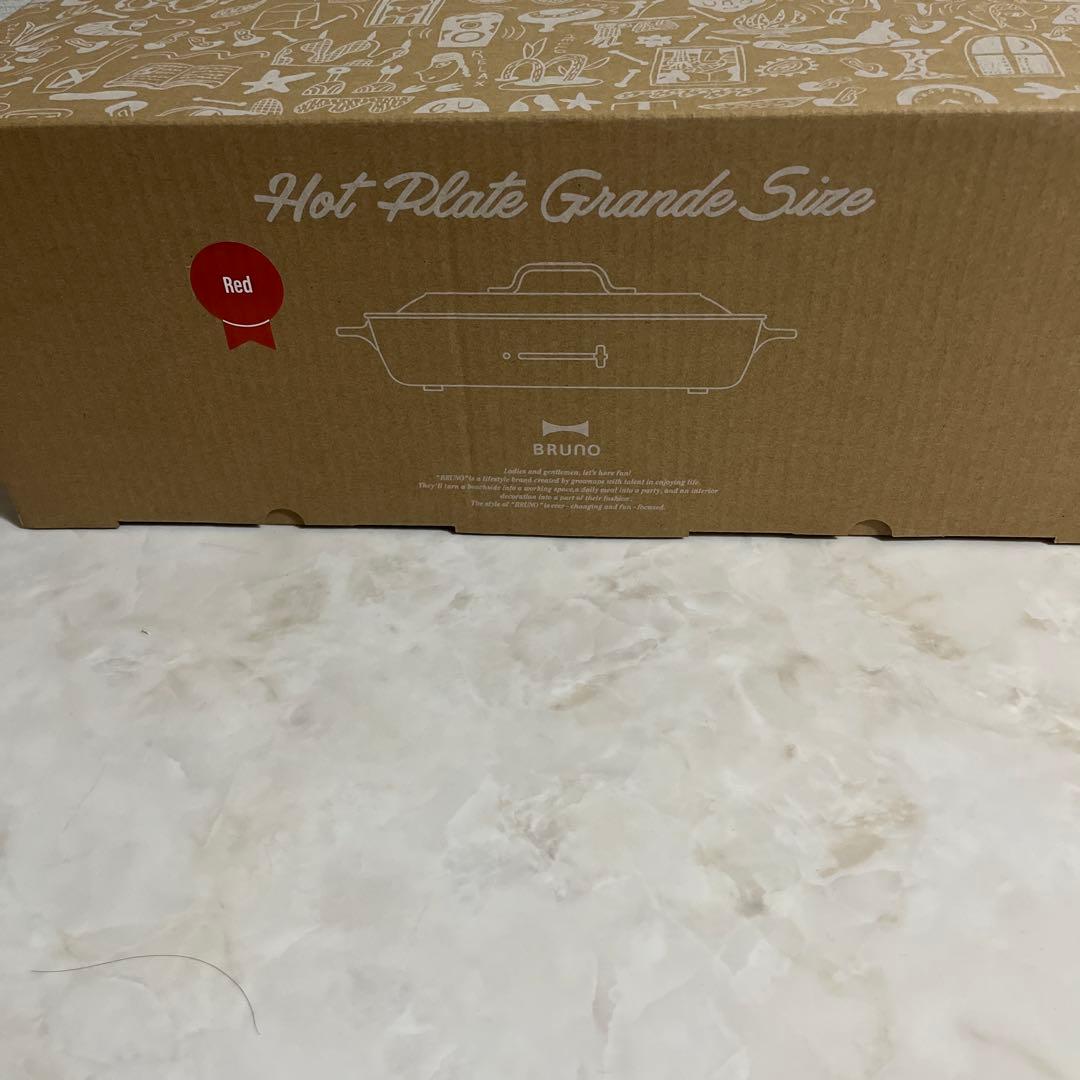 RELAX
Hot Plate Grande Size
Red
BRUNO
Ladies and gentlemen, let's have fun!
"BRUNO" is a lifestyle brand created by grownups with talent in enjoying life.
They'll turn a beachside into a working space, a daily meal into a party, and an interior
decoration into a part of their fashion.
The style of "BRUNO" is ever-changing and fun-focused.